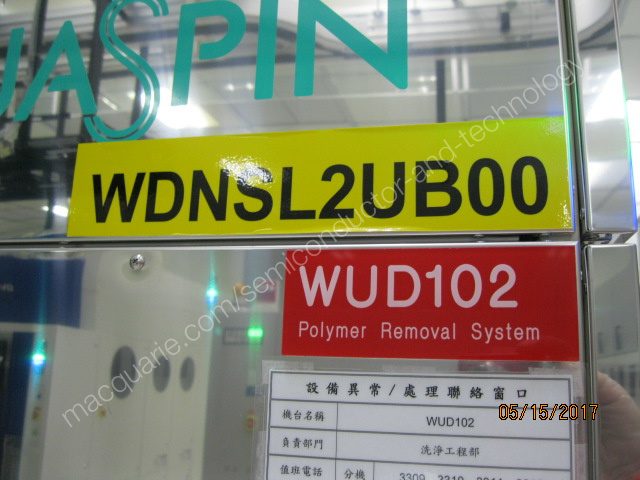 UASPIN
WDNSL2UB00
WUD102
Polymer Removal System
設備異常/處理聯絡窗口
機台名稱 WUD102
負責部門 洗淨工程部
值班電話 分機
05/15/2017
macquarie.com/semiconductor-and-technology